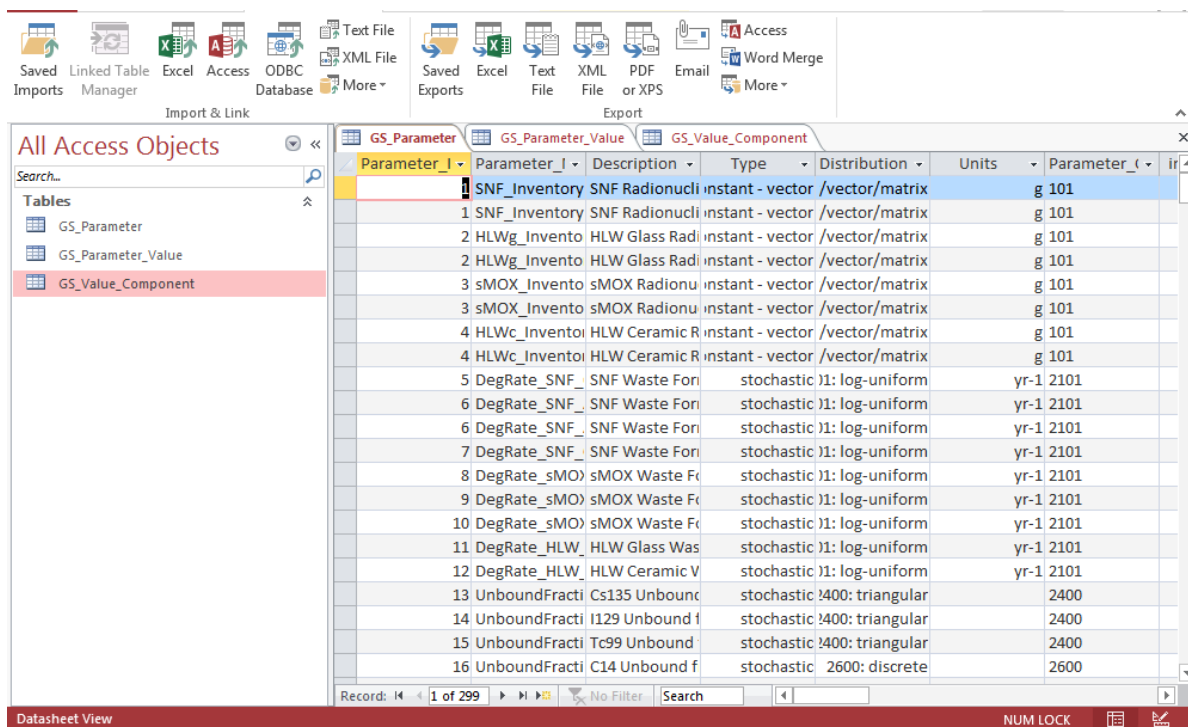 Saved Imports
Linked Table Manager
Excel
Access
ODBC Database
Text File
XML File
More
Saved Exports
Excel
Text File
XML File
PDF or XPS
Email
Access
Word Merge
More
Import & Link
Export
All Access Objects «
Search...
Tables
GS_Parameter
GS_Parameter_Value
GS_Value_Component
GS_Parameter GS_Parameter_Value GS_Value_Component ×
Parameter_I Parameter_I Description Type Distribution Units Parameter_( ir
1 SNF_Inventory SNF Radionucli onstant - vector /vector/matrix g 101
1 SNF_Inventory SNF Radionucli onstant - vector /vector/matrix g 101
2 HLWg_Invento HLW Glass Radi onstant - vector /vector/matrix g 101
2 HLWg_Invento HLW Glass Radi onstant - vector /vector/matrix g 101
3 sMOX_Invento sMOX Radionu onstant - vector /vector/matrix g 101
3 sMOX_Invento sMOX Radionu onstant - vector /vector/matrix g 101
4 HLWc_Invento HLW Ceramic R onstant - vector /vector/matrix g 101
4 HLWc_Invento HLW Ceramic R onstant - vector /vector/matrix g 101
5 DegRate_SNF_ SNF Waste For stochastic 01: log-uniform yr-1 2101
6 DegRate_SNF_ SNF Waste For stochastic 01: log-uniform yr-1 2101
6 DegRate_SNF_ SNF Waste For stochastic 01: log-uniform yr-1 2101
7 DegRate_SNF_ SNF Waste For stochastic 01: log-uniform yr-1 2101
8 DegRate_sMOX sMOX Waste Fo stochastic 01: log-uniform yr-1 2101
9 DegRate_sMOX sMOX Waste Fo stochastic 01: log-uniform yr-1 2101
10 DegRate_sMOX sMOX Waste Fo stochastic 01: log-uniform yr-1 2101
11 DegRate_HLW_ HLW Glass Was stochastic 01: log-uniform yr-1 2101
12 DegRate_HLW_ HLW Ceramic W stochastic 01: log-uniform yr-1 2101
13 UnboundFracti Cs135 Unbound stochastic 2400: triangular 2400
14 UnboundFracti I129 Unbound f stochastic 2400: triangular 2400
15 UnboundFracti Tc99 Unbound stochastic 2400: triangular 2400
16 UnboundFracti C14 Unbound f stochastic 2600: discrete 2600
Record: 1 of 299 No Filter Search
Datasheet View NUM LOCK